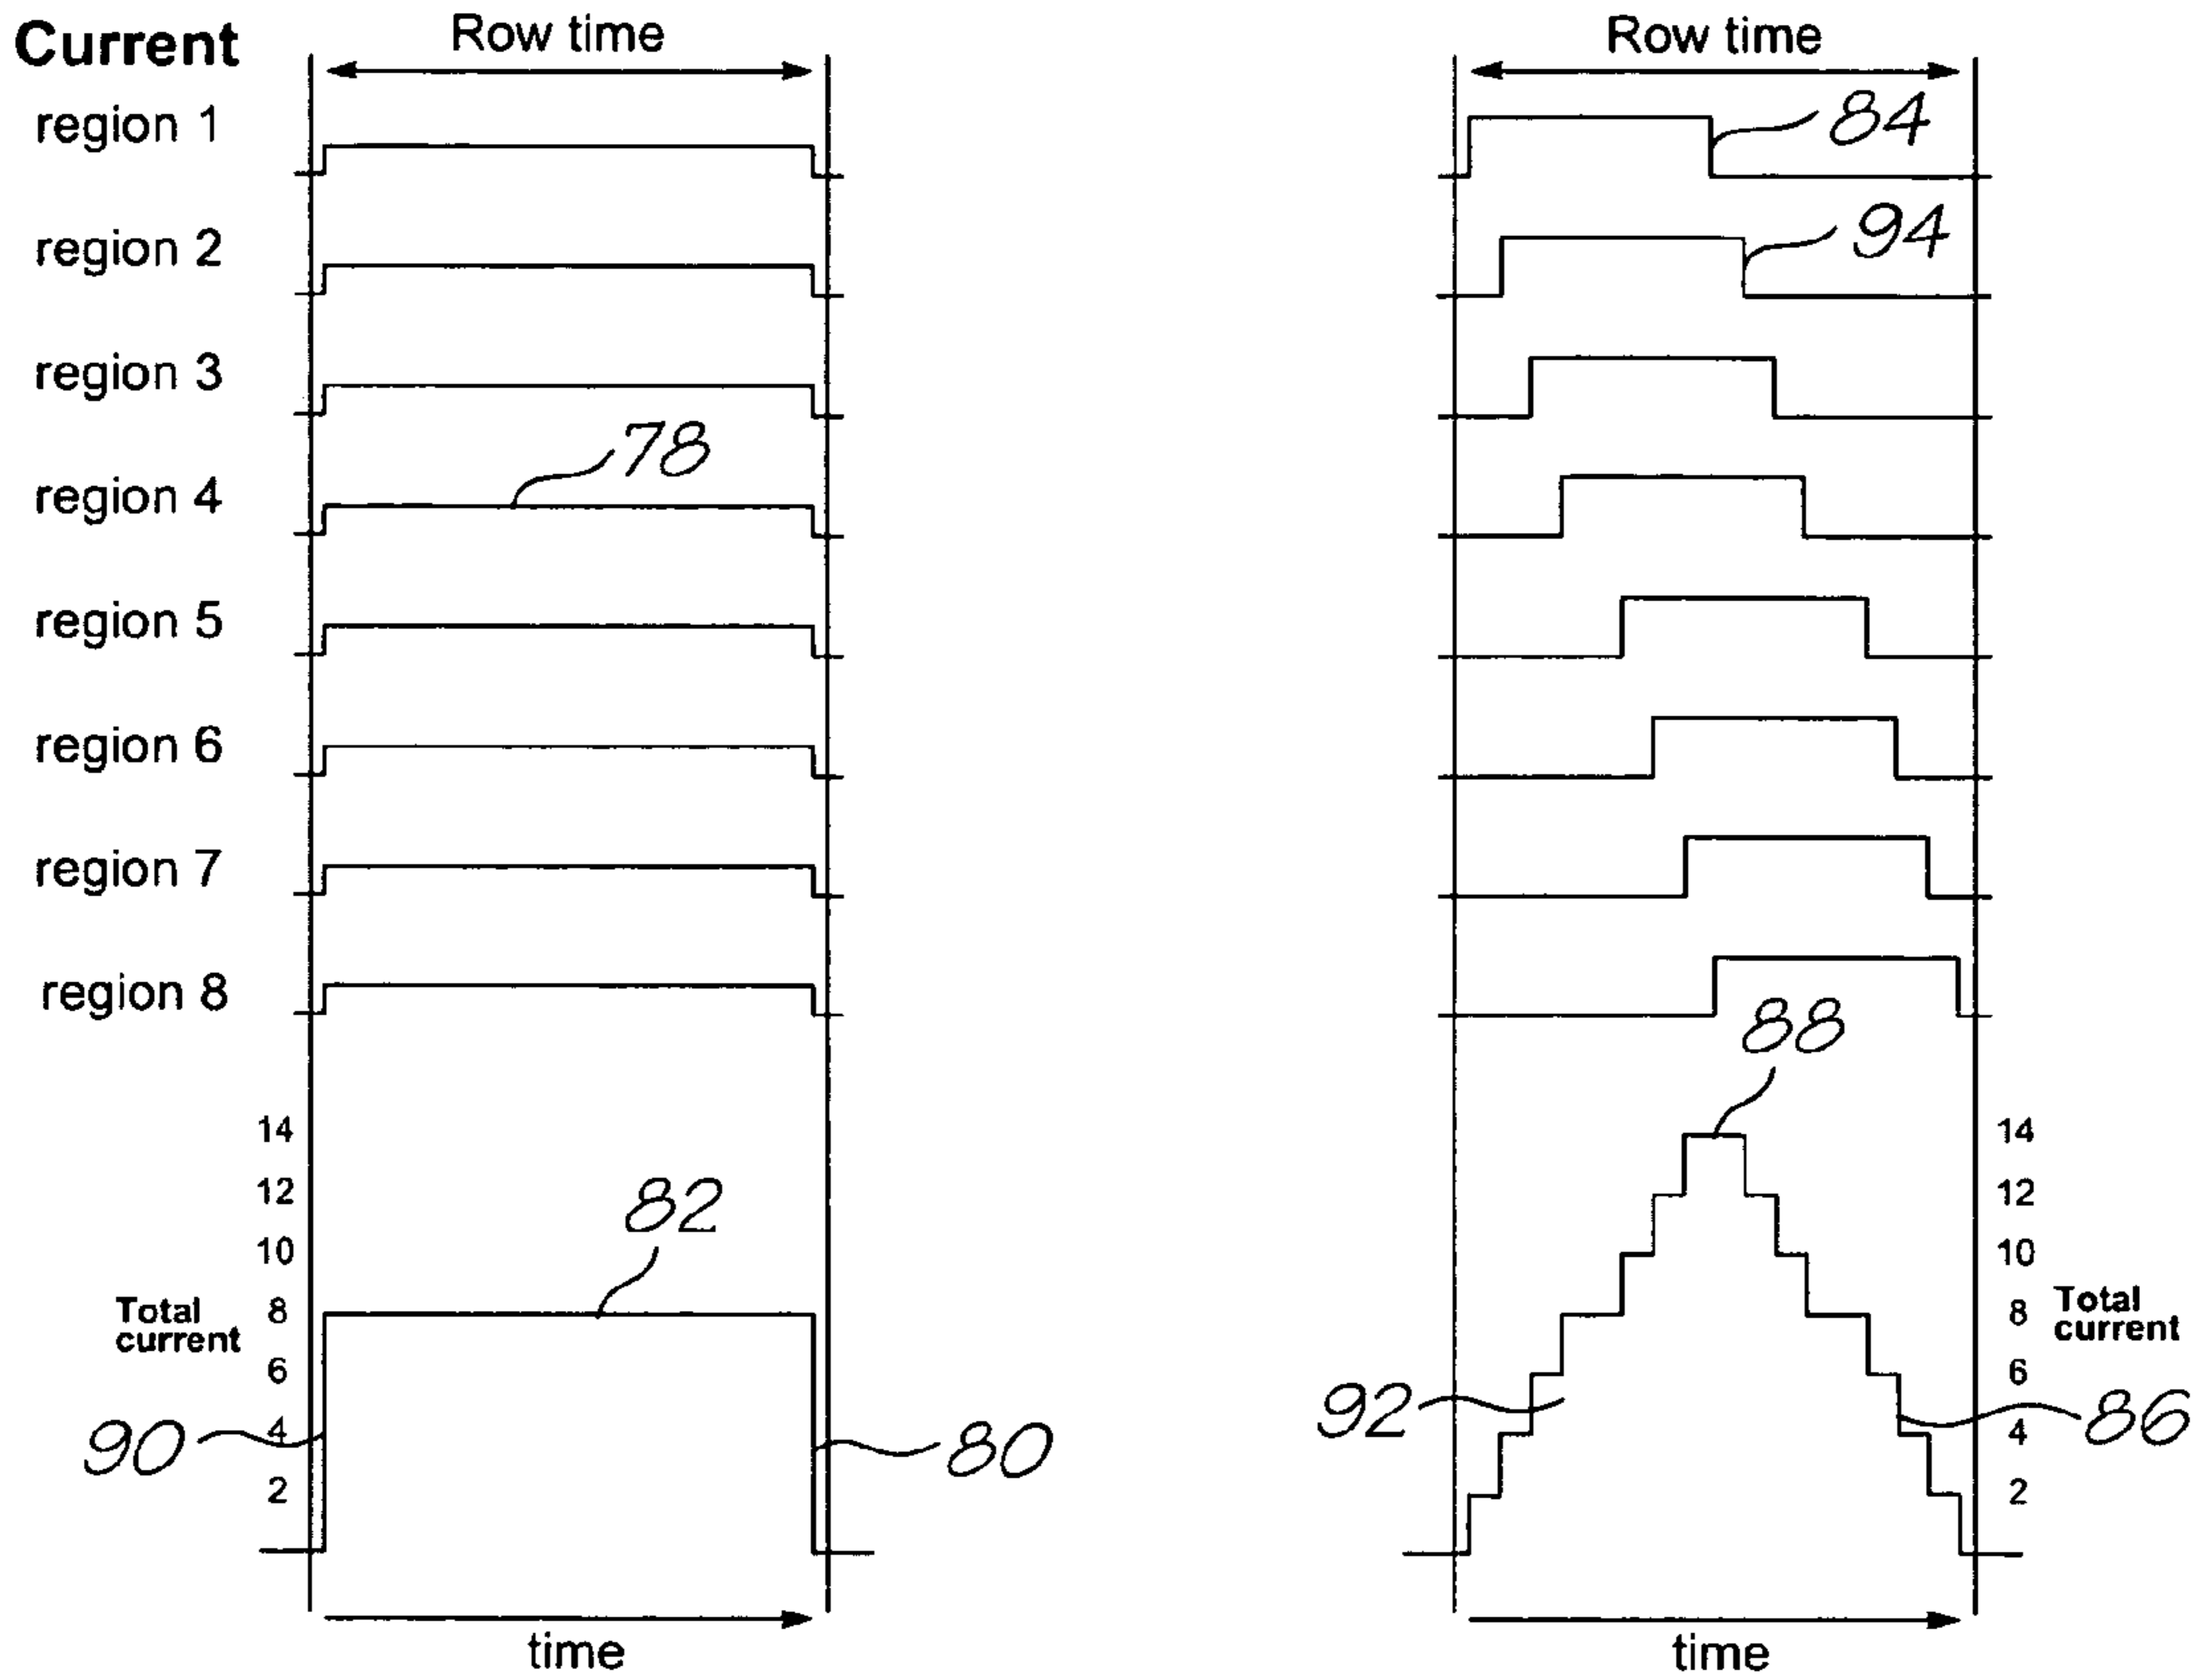 Current
Row time
Row time
region 1
84
region 2
94
region 3
78
region 4
region 5
region 6
region 7
region 8
88
14
14
12
12
82
10
10
Total
current
8
8
Total
current
6
6
92
86
90
4
80
4
2
2
time
time